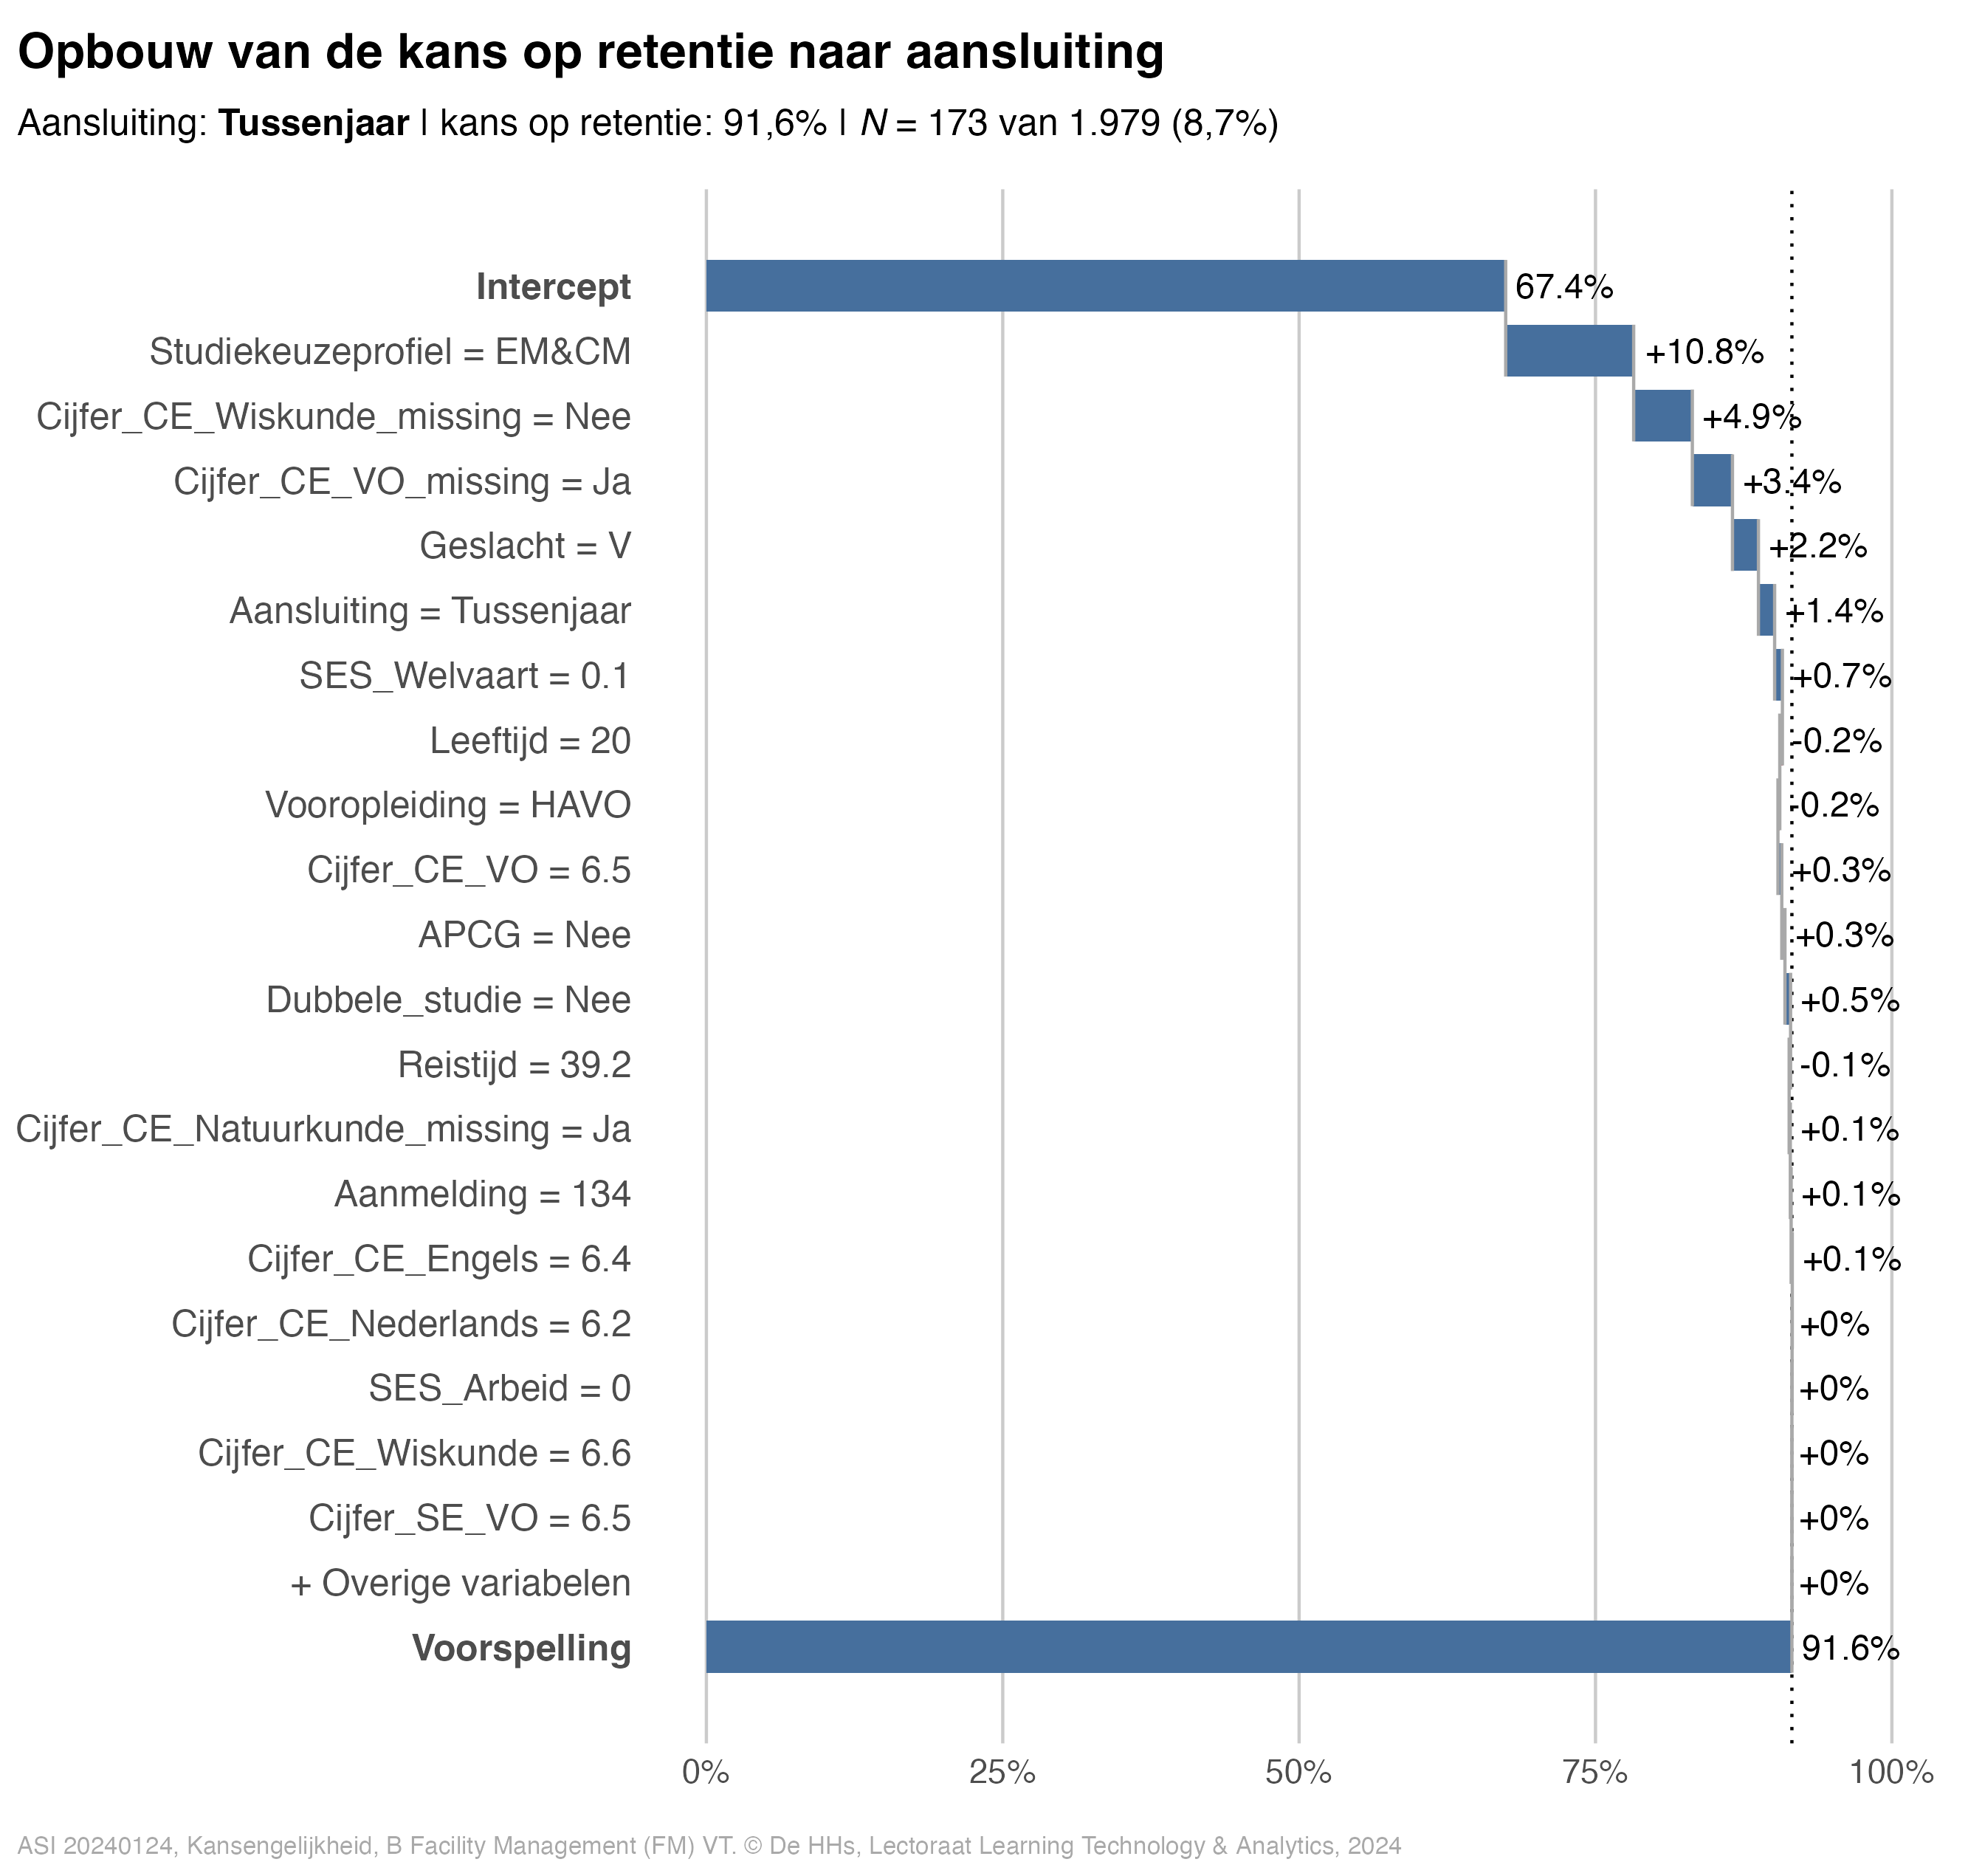 Opbouw van de kans op retentie naar aansluiting
Aansluiting: Tussenjaar | kans op retentie: 91,6% | N = 173 van 1.979 (8,7%)
Intercept 67.4%
Studiekeuzeprofiel = EM&CM +10.8%
Cijfer_CE_Wiskunde_missing = Nee +4.9%
Cijfer_CE_VO_missing = Ja +3.4%
Geslacht = V +2.2%
Aansluiting = Tussenjaar +1.4%
SES_Welvaart = 0.1 +0.7%
Leeftijd = 20 -0.2%
Vooropleiding = HAVO -0.2%
Cijfer_CE_VO = 6.5 +0.3%
APCG = Nee +0.3%
Dubbele_studie = Nee +0.5%
Reistijd = 39.2 -0.1%
Cijfer_CE_Natuurkunde_missing = Ja +0.1%
Aanmelding = 134 +0.1%
Cijfer_CE_Engels = 6.4 +0.1%
Cijfer_CE_Nederlands = 6.2 +0%
SES_Arbeid = 0 +0%
Cijfer_CE_Wiskunde = 6.6 +0%
Cijfer_SE_VO = 6.5 +0%
+ Overige variabelen +0%
Voorspelling 91.6%
0% 25% 50% 75% 100%
ASI 20240124, Kansengelijkheid, B Facility Management (FM) VT. © De HHs, Lectoraat Learning Technology & Analytics, 2024